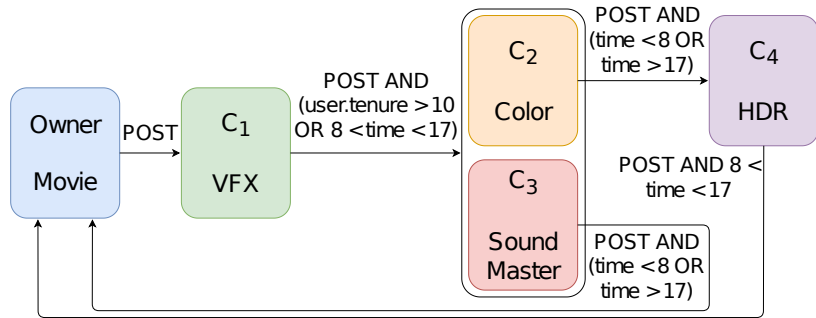 Owner
Movie
POST
C1
VFX
POST AND
(user.tenure >10
OR 8 <time <17)
C2
Color
C3
Sound
Master
POST AND
(time <8 OR
time >17)
C4
HDR
POST AND 8 <
time <17
POST AND
(time <8 OR
time >17)